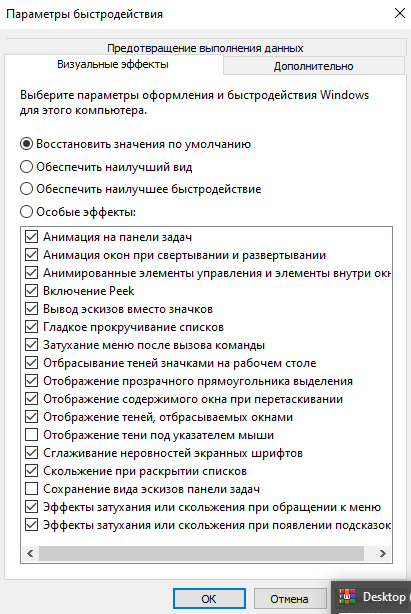 Параметры быстродействия
Предотвращение выполнения данных
Визуальные эффекты
Дополнительно
Выберите параметры оформления и быстродействия Windows
для этого компьютера.
Восстановить значения по умолчанию
Обеспечить наилучший вид
Обеспечить наилучшее быстродействие
Особые эффекты:
Анимация на панели задач
Анимация окон при свертывании и развертывании
Анимированные элементы управления и элементы внутри окн
Включение Peek
Вывод эскизов вместо значков
Гладкое прокручивание списков
Затухание меню после вызова команды
Отбрасывание теней значками на рабочем столе
Отображение прозрачного прямоугольника выделения
Отображение содержимого окна при перетаскивании
Отображение теней, отбрасываемых окнами
Отображение тени под указателем мыши
Сглаживание неровностей экранных шрифтов
Скольжение при раскрытии списков
Сохранение вида эскизов панели задач
Эффекты затухания или скольжения при обращении к меню
Эффекты затухания или скольжения при появлении подсказок
ОК
Отмена
Desktop (